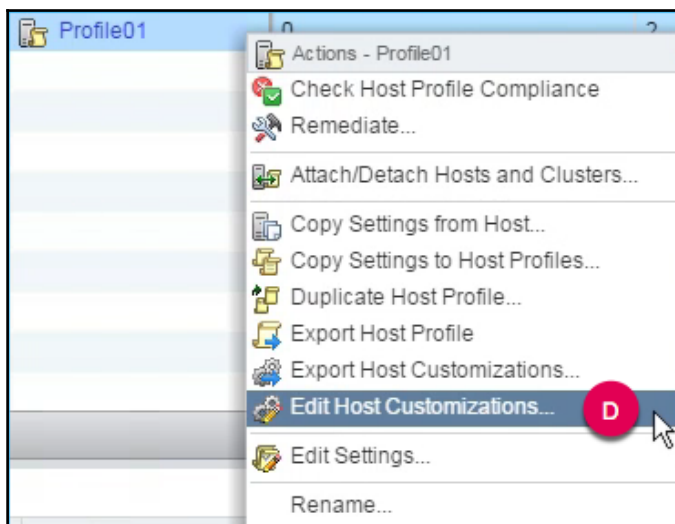 Profile01 0 2
Actions - Profile01
Check Host Profile Compliance
Remediate...
Attach/Detach Hosts and Clusters...
Copy Settings from Host...
Copy Settings to Host Profiles...
Duplicate Host Profile...
Export Host Profile
Export Host Customizations...
Edit Host Customizations... D
Edit Settings...
Rename...